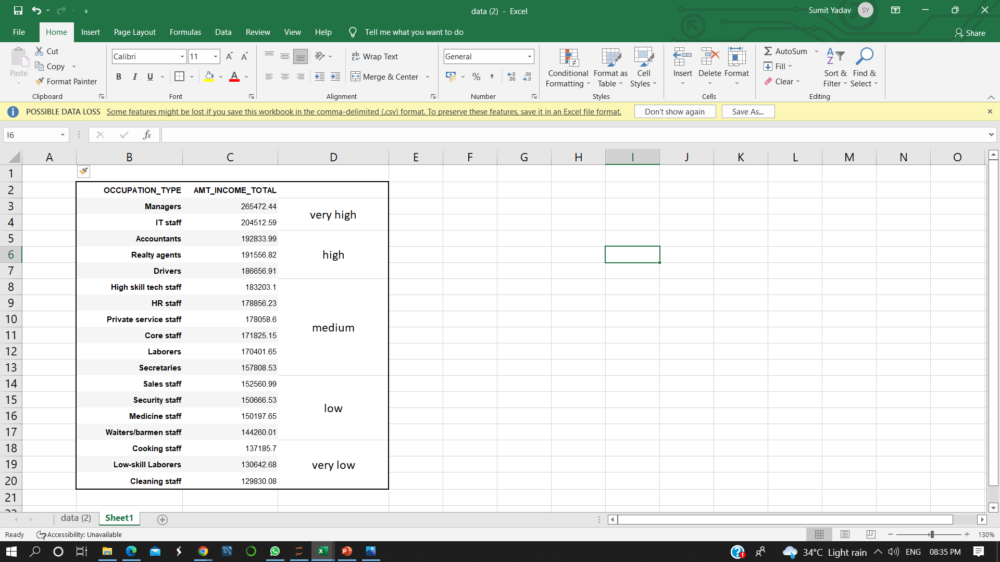 data (2) - Excel
Sumit Yadav SY
File Home Insert Page Layout Formulas Data Review View Help Tell me what you want to do Share
Paste Cut Copy Format Painter Clipboard
Calibri 11 B I U A Font
Wrap Text Merge & Center Alignment
General % , Number
Conditional Formatting Format as Table Cell Styles Styles
Insert Delete Format Cells
AutoSum Fill Clear Sort & Filter Find & Select Editing
POSSIBLE DATA LOSS Some features might be lost if you save this workbook in the comma-delimited (.csv) format. To preserve these features, save it in an Excel file format. Don't show again Save As...
I6 fx
A B C D E F G H I J K L M N O
1
2 OCCUPATION_TYPE AMT_INCOME_TOTAL
3 Managers 265472.44
very high
4 IT staff 204512.59
5 Accountants 192833.99
6 Realty agents 191556.82 high
7 Drivers 186656.91
8 High skill tech staff 183203.1
9 HR staff 178856.23
10 Private service staff 178058.6
medium
11 Core staff 171825.15
12 Laborers 170401.65
13 Secretaries 157808.53
14 Sales staff 152560.99
15 Security staff 150666.53
low
16 Medicine staff 150197.65
17 Waiters/barmen staff 144260.01
18 Cooking staff 137185.7
19 Low-skill Laborers 130642.68 very low
20 Cleaning staff 129830.08
21
data (2) Sheet1
Ready Accessibility: Unavailable 130%
34°C Light rain ENG 08:35 PM